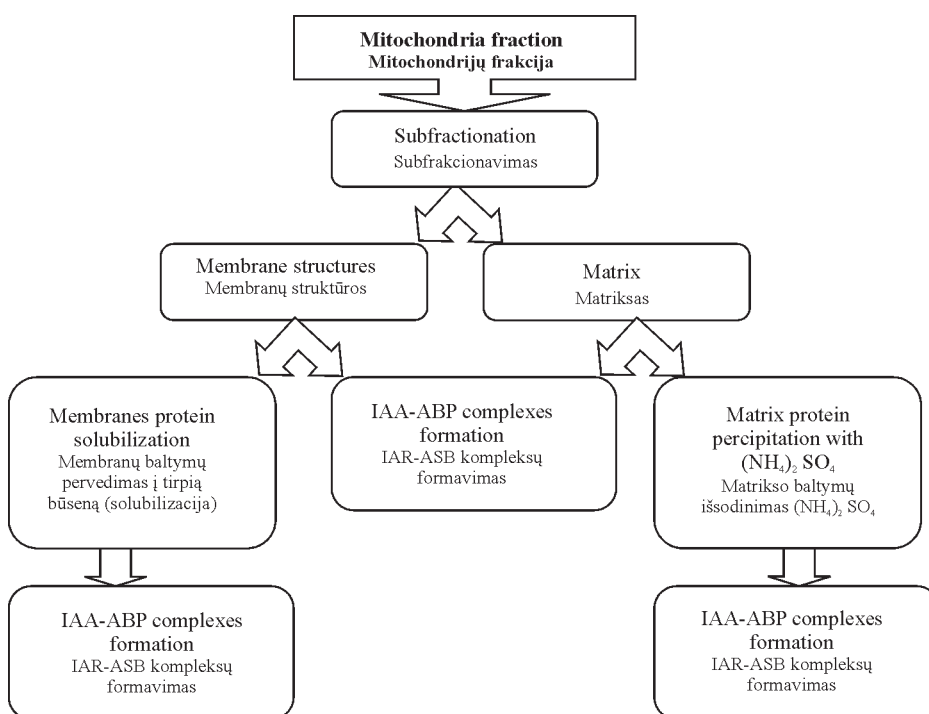 Mitochondria fraction
Mitochondrijų frakcija
Subfractionation
Subfrakcionavimas
Membrane structures
Membranų struktūros
Matrix
Matriksas
Membranes protein
solubilization
Membranų baltymų
pervedimas į tirpią
būseną (solubilizacija)
IAA-ABP complexes
formation
IAR-ASB kompleksų
formavimas
Matrix protein
percipitation with
(NH₄)₂ SO₄
Matrikso baltymų
išsodinimas (NH₄)₂ SO₄
IAA-ABP complexes
formation
IAR-ASB kompleksų
formavimas
IAA-ABP complexes
formation
IAR-ASB kompleksų
formavimas